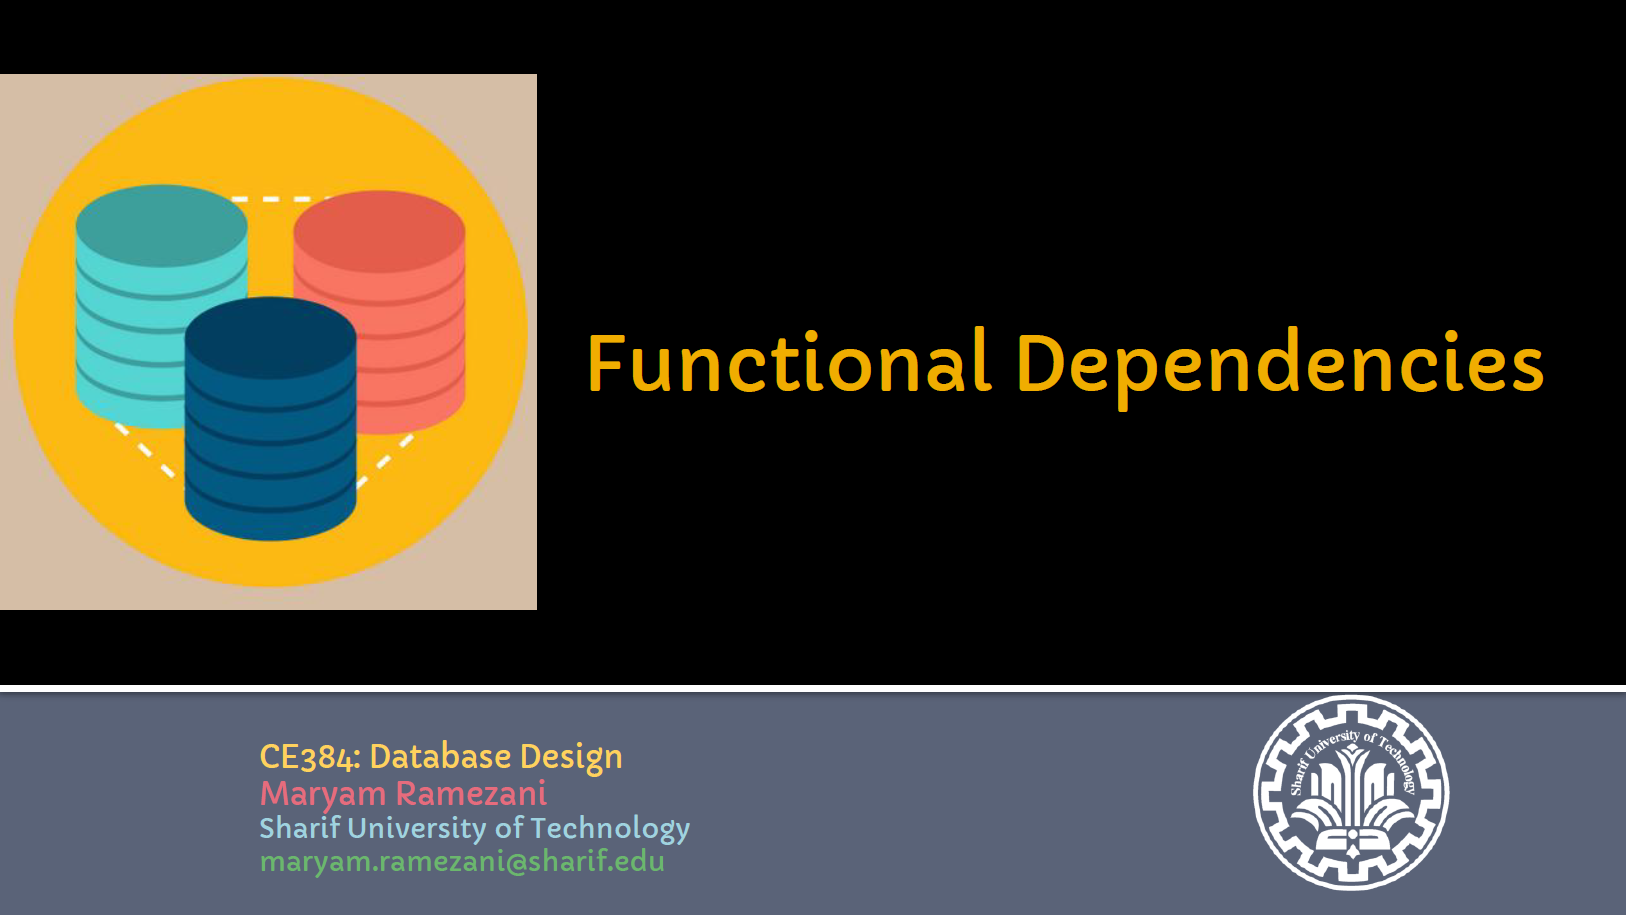 Functional Dependencies
CE384: Database Design
Maryam Ramezani
Sharif University of Technology
maryam.ramezani@sharif.edu
Sharif University of Technology